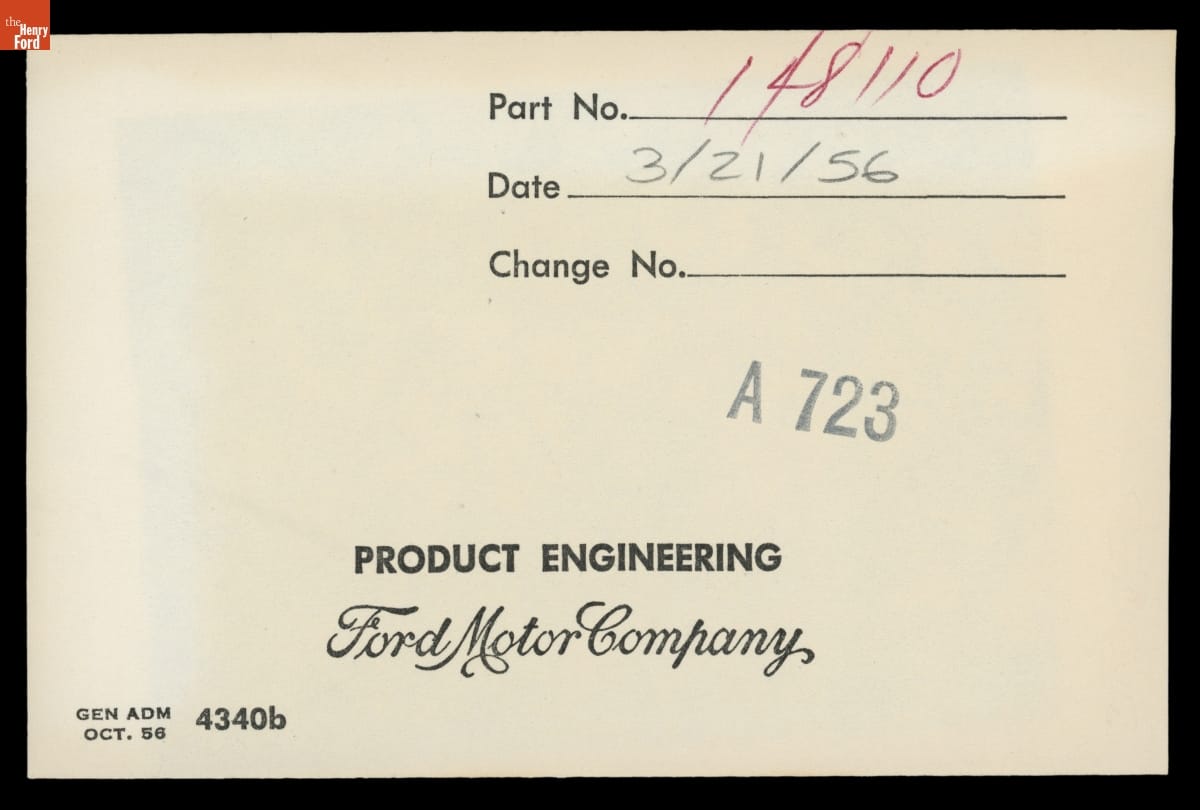 the
Henry
Ford
Part No. 148110
Date 3/21/56
Change No.
A 723
PRODUCT ENGINEERING
Ford Motor Company
GEN ADM 4340b
OCT. 56